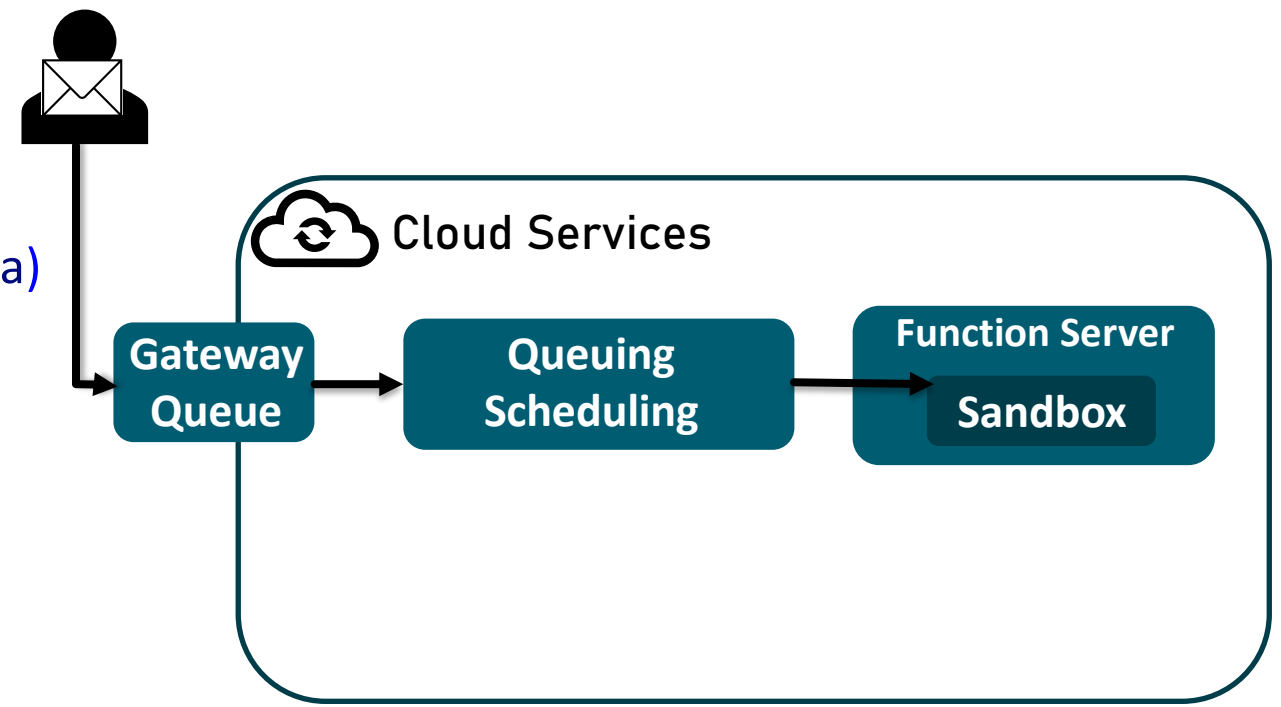 Cloud Services
a)
Gateway
Queue
Queuing
Scheduling
Function Server
Sandbox